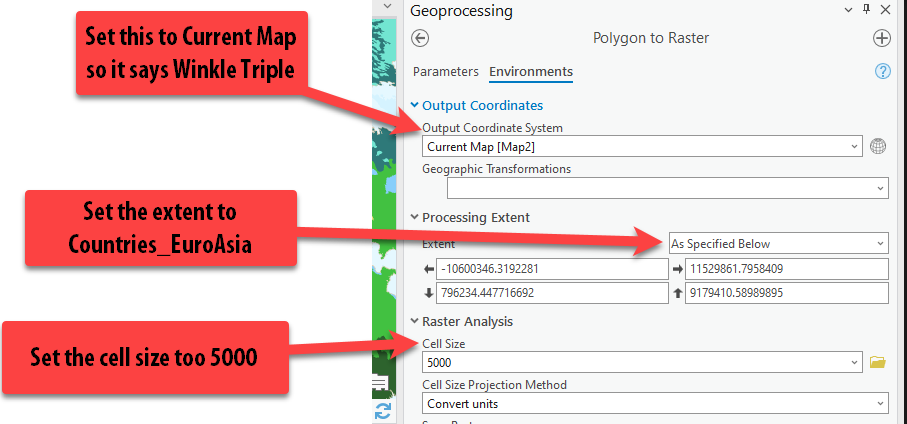 Set this to Current Map
so it says Winkle Triple
Set the extent to
Countries_EuroAsia
Set the cell size too 5000
Geoprocessing
Polygon to Raster
Parameters Environments
Output Coordinates
Output Coordinate System
Current Map [Map2]
Geographic Transformations
Processing Extent
Extent As Specified Below
-10600346.3192281 11529861.7958409
796234.447716692 9179410.58989895
Raster Analysis
Cell Size
5000
Cell Size Projection Method
Convert units